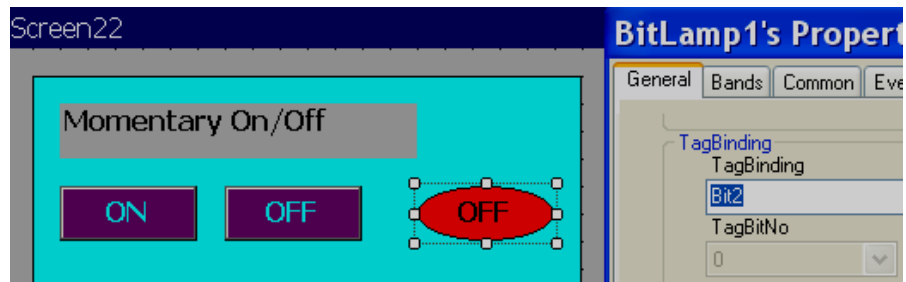 Screen22
Momentary On/Off
ON OFF OFF
BitLamp1's Propert
General Bands Common Eve
TagBinding
TagBinding
Bit2
TagBitNo
0